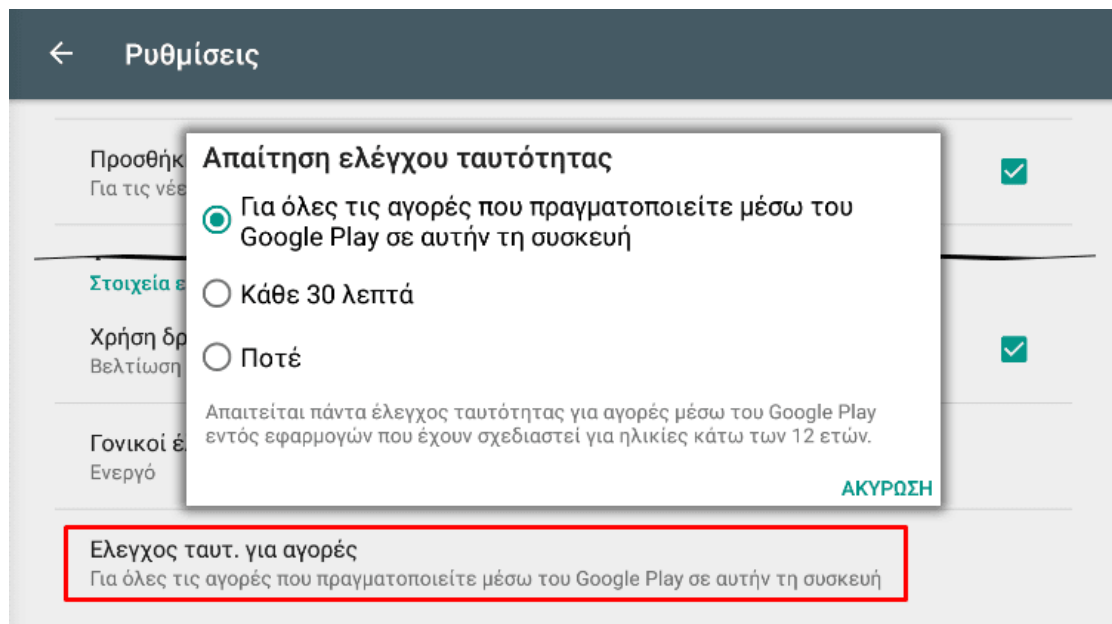 Ρυθμίσεις
Προσθήκ
Για τις νέε
Απαίτηση ελέγχου ταυτότητας
Για όλες τις αγορές που πραγματοποιείτε μέσω του
Google Play σε αυτήν τη συσκευή
Κάθε 30 λεπτά
Ποτέ
Απαιτείται πάντα έλεγχος ταυτότητας για αγορές μέσω του Google Play
εντός εφαρμογών που έχουν σχεδιαστεί για ηλικίες κάτω των 12 ετών.
ΑΚΥΡΩΣΗ
Στοιχεία ε
Χρήση δρ
Βελτίωση
Γονικοί έ
Ενεργό
Ελεγχος ταυτ. για αγορές
Για όλες τις αγορές που πραγματοποιείτε μέσω του Google Play σε αυτήν τη συσκευή